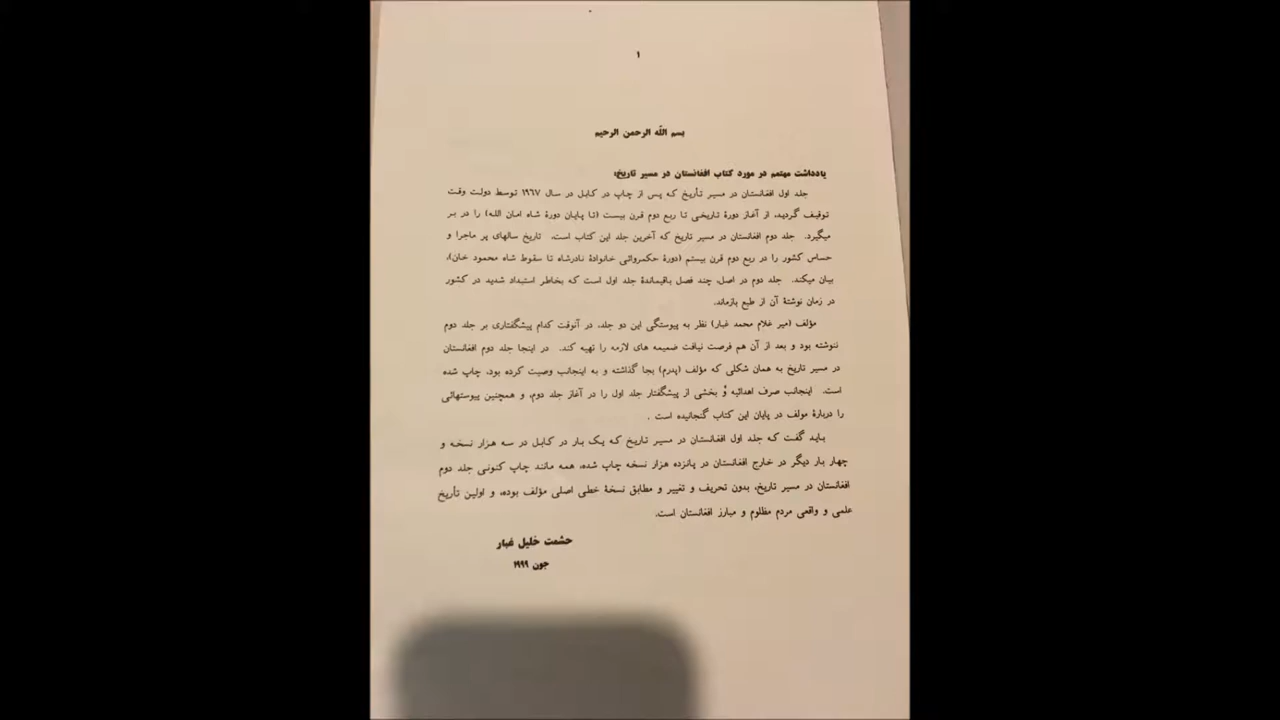 ۱
بسم اللّه الرحمن الرحیم
یادداشت مهتمم در مورد کتاب افغانستان در مسیر تاریخ:
جلد اول افغانستان در مسیر تأریخ که پس از چاپ در کابل در سال ۱۹۶۷ توسط دولت وقت
توقیف گردید، از آغاز دورهٔ تاریخی تا ربع دوم قرن بیست (تا پایان دورهٔ شاه امان الله) را در بر
میگیرد. جلد دوم افغانستان در مسیر تاریخ که آخرین جلد این کتاب است، تاریخ سالهای پر ماجرا و
حساس کشور را در ربع دوم قرن بیستم (دورهٔ حکمروائی خانوادهٔ نادرشاه تا سقوط شاه محمود خان)،
بیان میکند. جلد دوم در اصل، چند فصل باقیماندهٔ جلد اول است که بخاطر استبداد شدید در کشور
در زمان نوشتهٔ آن از طبع بازماند.
مؤلف (میر غلام محمد غبار) نظر به پیوستگی این دو جلد، در آنوقت کدام پیشگفتاری بر جلد دوم
ننوشته بود و بعد از آن هم فرصت نیافت ضمیمه های لازمه را تهیه کند. در اینجا جلد دوم افغانستان
در مسیر تاریخ به همان شکلی که مؤلف (پدرم) بجا گذاشته و به اینجانب وصیت کرده بود، چاپ شده
است. اینجانب صرف اهدائیه وُ بخشی از پیشگفتار جلد اول را در آغاز جلد دوم، و همچنین پیوستهائی
را دربارهٔ مولف در پایان این کتاب گنجانیده است .
باید گفت که جلد اول افغانستان در مسیر تاریخ که یک بار در کابل در سه هزار نسخه و
چهار بار دیگر در خارج افغانستان در پانزده هزار نسخه چاپ شده، همه مانند چاپ کنونی جلد دوم
افغانستان در مسیر تاریخ، بدون تحریف و تغییر و مطابق نسخهٔ خطی اصلی مؤلف بوده، و اولین تأریخ
علمی و واقعی مردم مظلوم و مبارز افغانستان است.
حشمت خلیل غبار
جون ۱۹۹۹